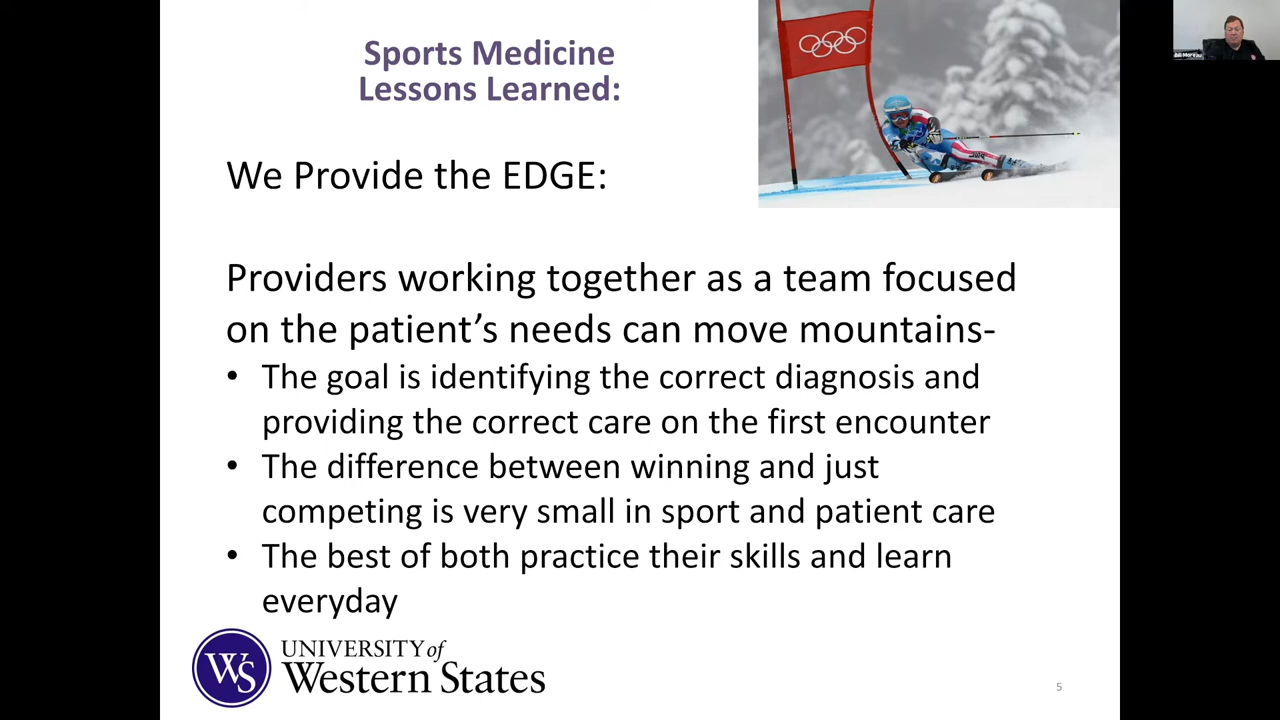 Sports Medicine
Lessons Learned:
We Provide the EDGE:
Providers working together as a team focused
on the patient’s needs can move mountains-
• The goal is identifying the correct diagnosis and
providing the correct care on the first encounter
• The difference between winning and just
competing is very small in sport and patient care
• The best of both practice their skills and learn
everyday
WS
UNIVERSITY of
Western States
5
Bill Moreau